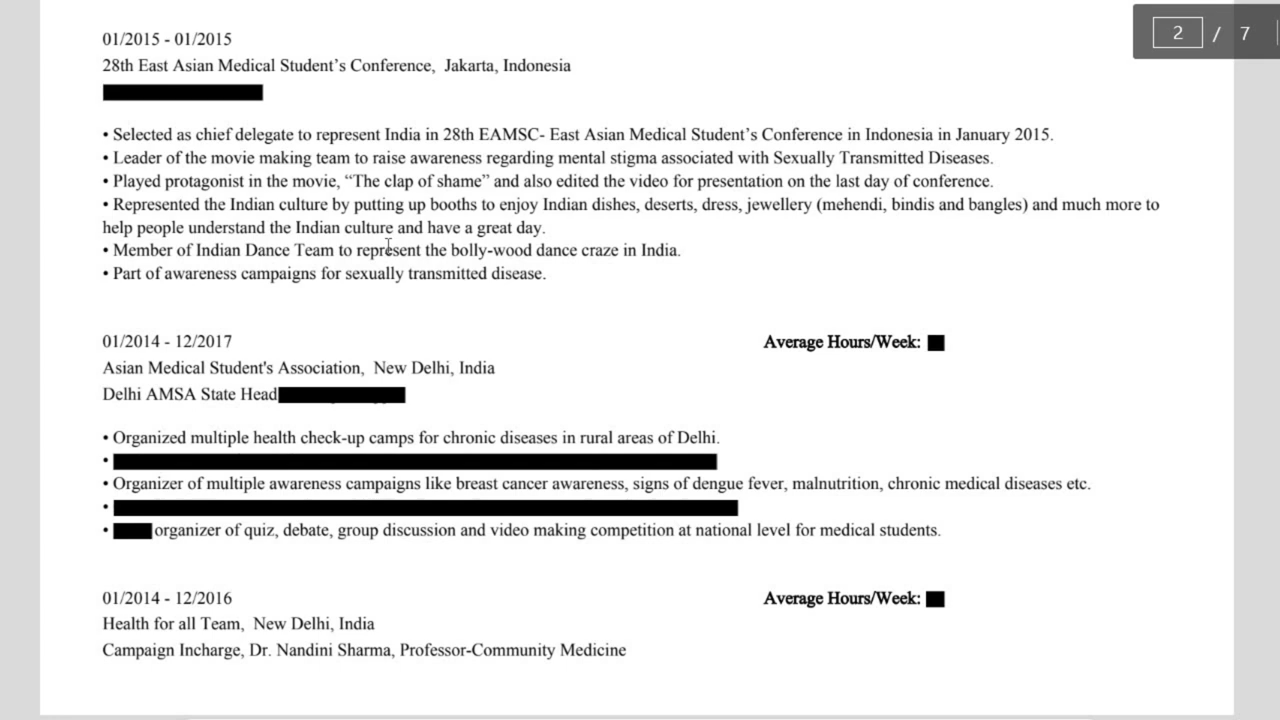 2 / 7
01/2015 - 01/2015
28th East Asian Medical Student’s Conference, Jakarta, Indonesia
• Selected as chief delegate to represent India in 28th EAMSC- East Asian Medical Student’s Conference in Indonesia in January 2015.
• Leader of the movie making team to raise awareness regarding mental stigma associated with Sexually Transmitted Diseases.
• Played protagonist in the movie, “The clap of shame” and also edited the video for presentation on the last day of conference.
• Represented the Indian culture by putting up booths to enjoy Indian dishes, deserts, dress, jewellery (mehendi, bindis and bangles) and much more to
help people understand the Indian culture and have a great day.
• Member of Indian Dance Team to represent the bolly-wood dance craze in India.
• Part of awareness campaigns for sexually transmitted disease.
01/2014 - 12/2017 Average Hours/Week:
Asian Medical Student's Association, New Delhi, India
Delhi AMSA State Head
• Organized multiple health check-up camps for chronic diseases in rural areas of Delhi.
•
• Organizer of multiple awareness campaigns like breast cancer awareness, signs of dengue fever, malnutrition, chronic medical diseases etc.
•
• organizer of quiz, debate, group discussion and video making competition at national level for medical students.
01/2014 - 12/2016 Average Hours/Week:
Health for all Team, New Delhi, India
Campaign Incharge, Dr. Nandini Sharma, Professor-Community Medicine